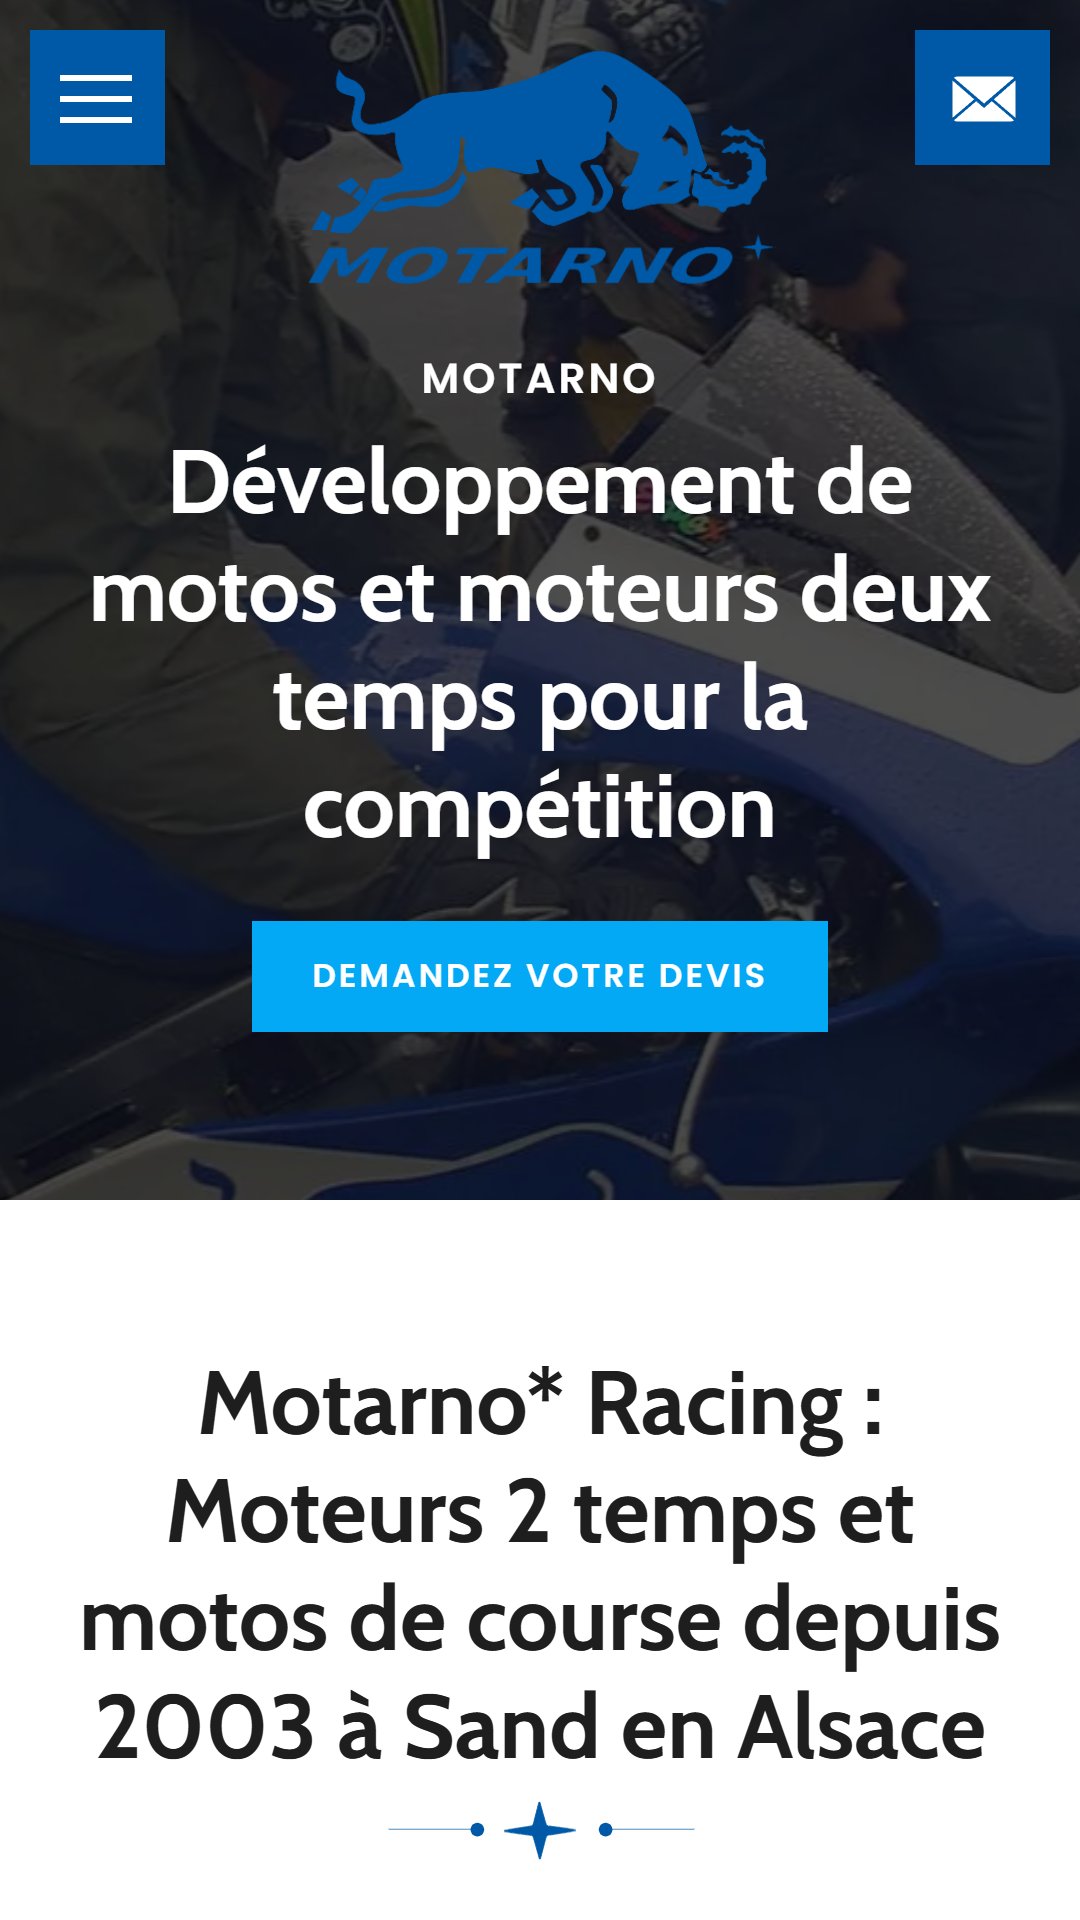 MOTARNO
MOTARNO
Développement de
motos et moteurs deux
temps pour la
compétition
DEMANDEZ VOTRE DEVIS
Motarno* Racing :
Moteurs 2 temps et
motos de course depuis
2003 à Sand en Alsace